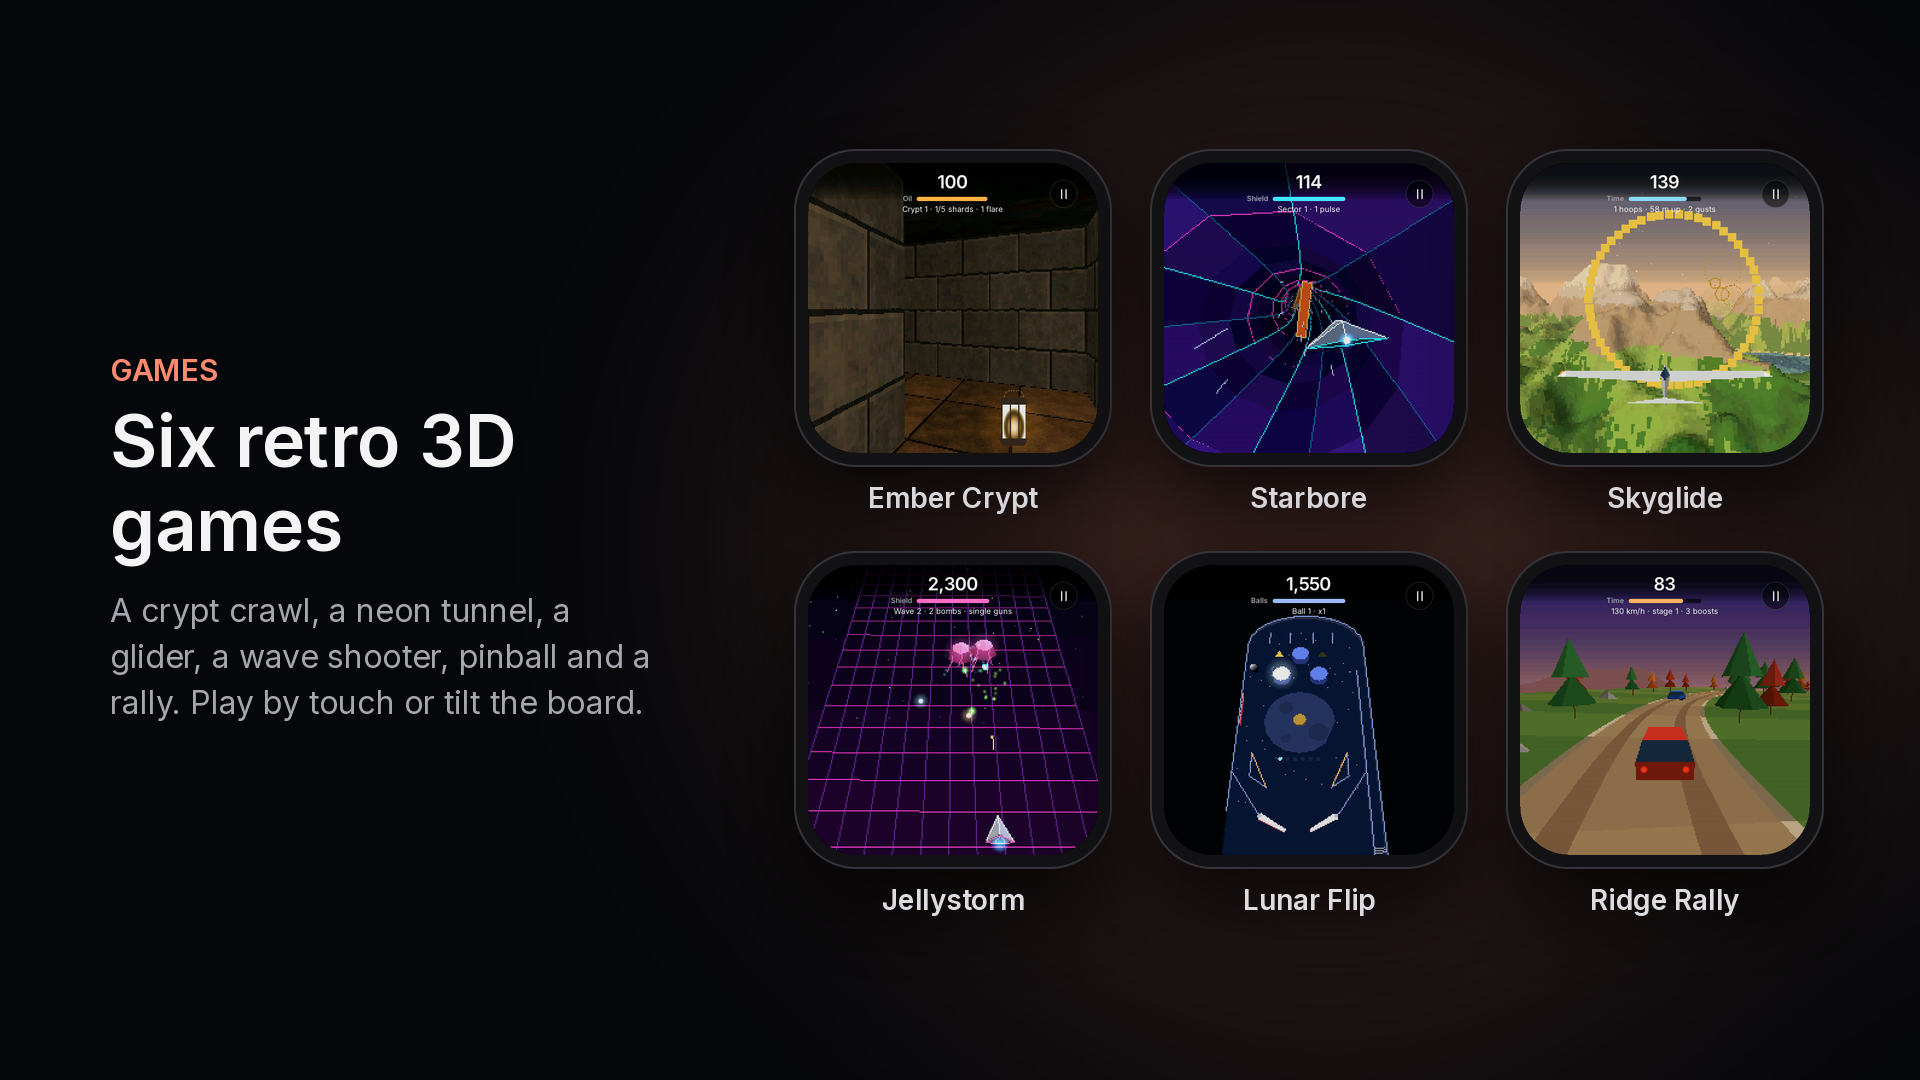 GAMES
Six retro 3D
games
A crypt crawl, a neon tunnel, a
glider, a wave shooter, pinball and a
rally. Play by touch or tilt the board.
100
Oil
Crypt 1 · 1/5 shards · 1 flare
Ember Crypt
114
Shield
Sector 1 · 1 pulse
Starbore
139
Time
1 hoops · 58 m up · 2 gusts
Skyglide
2,300
Shield
Wave 2 · 2 bombs · single guns
Jellystorm
1,550
Balls
Ball 1 · x1
Lunar Flip
83
Time
130 km/h · stage 1 · 3 boosts
Ridge Rally